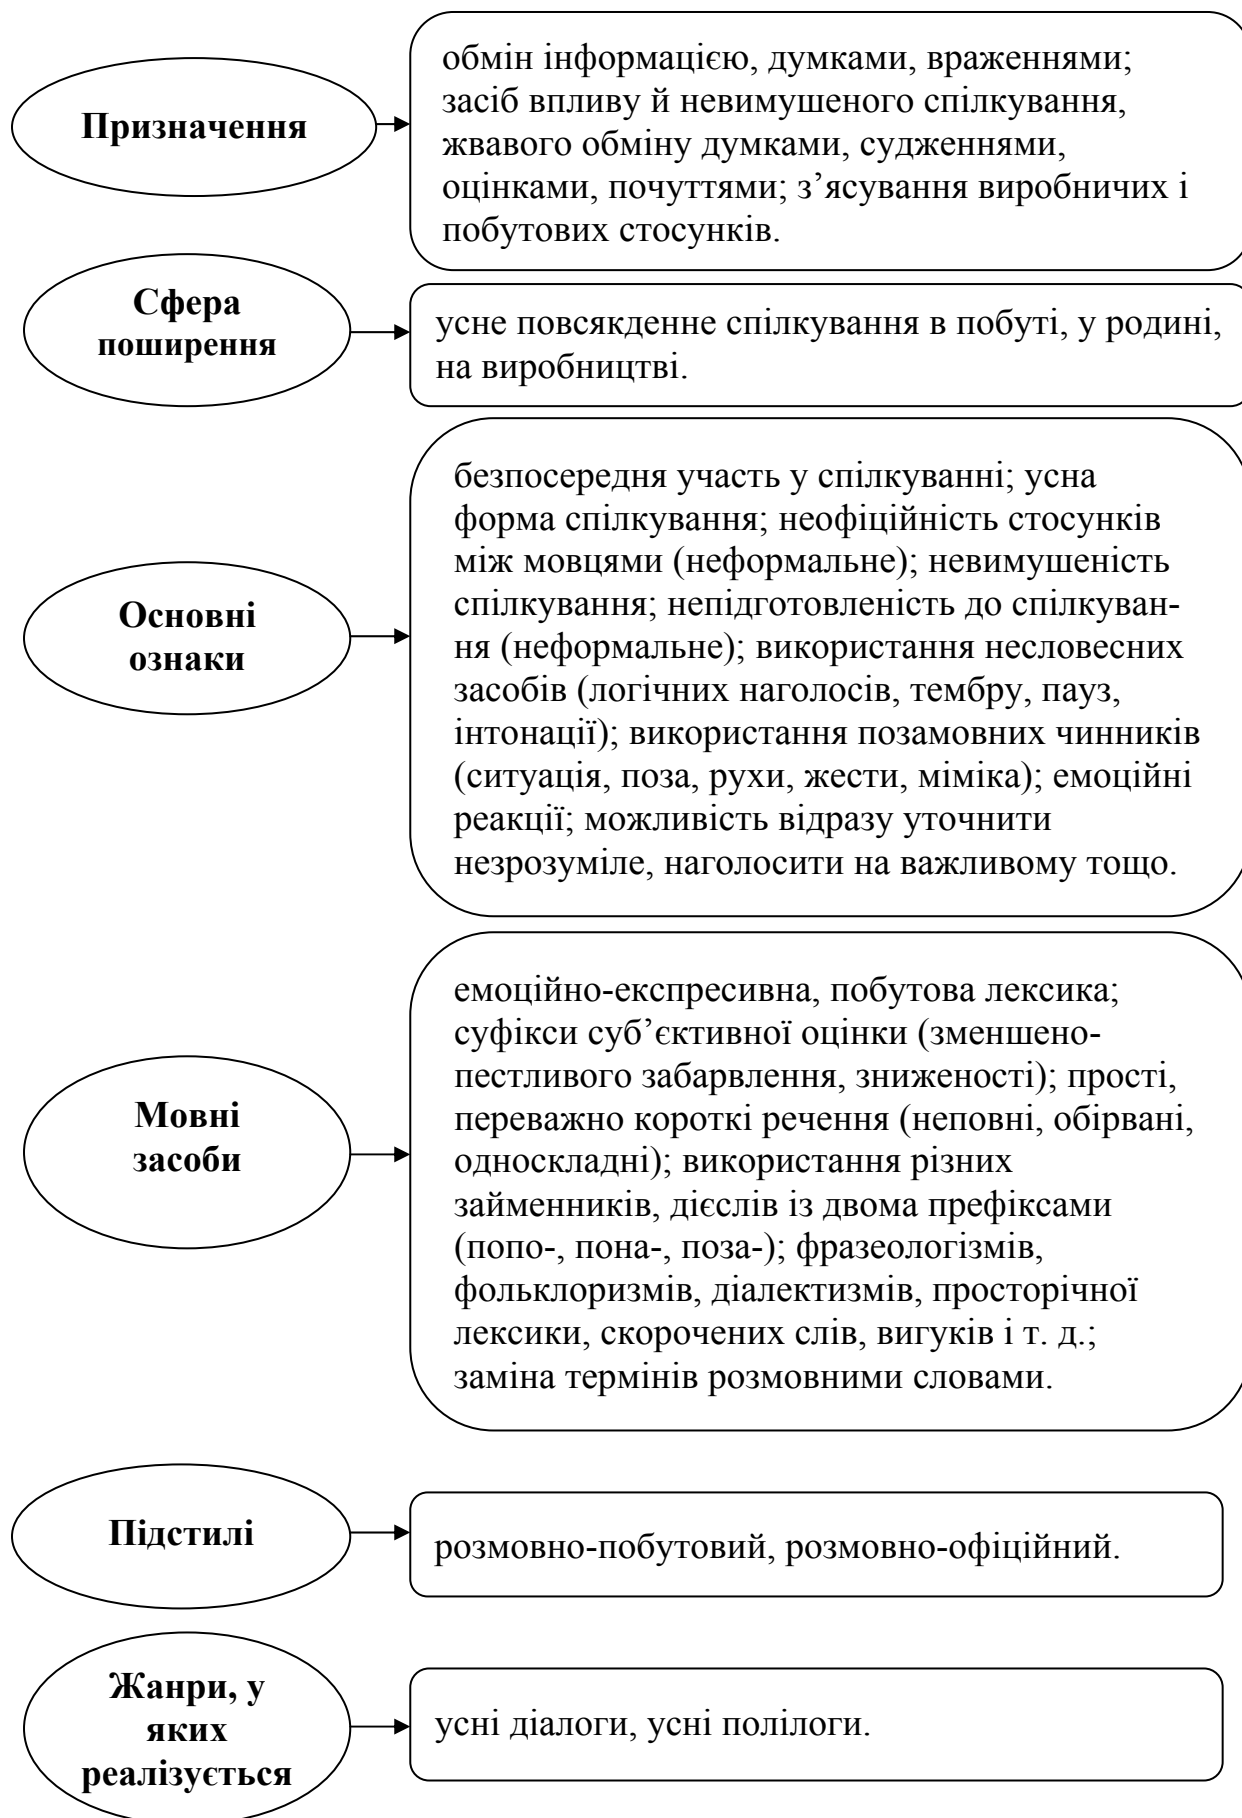 Призначення
обмін інформацією, думками, враженнями;
засіб впливу й невимушеного спілкування,
жвавого обміну думками, судженнями,
оцінками, почуттями; з’ясування виробничих і
побутових стосунків.
Сфера
поширення
усне повсякденне спілкування в побуті, у родині,
на виробництві.
Основні
ознаки
безпосередня участь у спілкуванні; усна
форма спілкування; неофіційність стосунків
між мовцями (неформальне); невимушеність
спілкування; непідготовленість до спілкуван-
ня (неформальне); використання несловесних
засобів (логічних наголосів, тембру, пауз,
інтонації); використання позамовних чинників
(ситуація, поза, рухи, жести, міміка); емоційні
реакції; можливість відразу уточнити
незрозуміле, наголосити на важливому тощо.
Мовні
засоби
емоційно-експресивна, побутова лексика;
суфікси суб’єктивної оцінки (зменшено-
пестливого забарвлення, зниженості); прості,
переважно короткі речення (неповні, обірвані,
односкладні); використання різних
займенників, дієслів із двома префіксами
(попо-, пона-, поза-); фразеологізмів,
фольклоризмів, діалектизмів, просторічної
лексики, скорочених слів, вигуків і т. д.;
заміна термінів розмовними словами.
Підстилі
розмовно-побутовий, розмовно-офіційний.
Жанри, у
яких
реалізується
усні діалоги, усні полілоги.